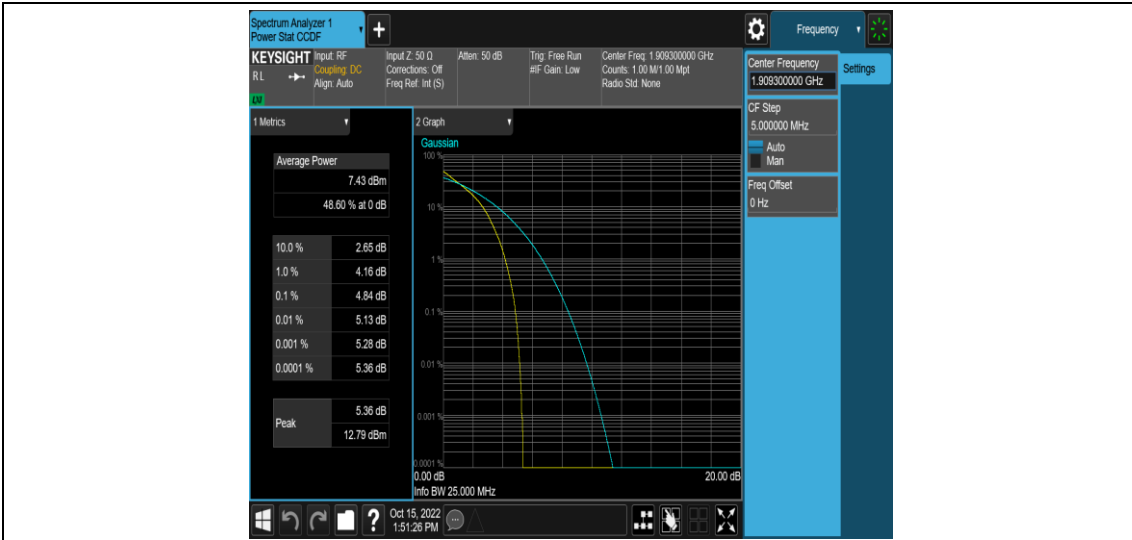 Spectrum Analyzer 1
Power Stat CCDF
+
Frequency
KEYSIGHT
RL
LXI
Input: RF
Coupling: DC
Align: Auto
Input Z: 50 Ω
Corrections: Off
Freq Ref: Int (S)
Atten: 50 dB
Trig: Free Run
#IF Gain: Low
Center Freq: 1.909300000 GHz
Counts: 1.00 M/1.00 Mpt
Radio Std: None
Center Frequency
1.909300000 GHz
Settings
CF Step
5.000000 MHz
Auto
Man
Freq Offset
0 Hz
1 Metrics
Average Power
7.43 dBm
48.60 % at 0 dB
10.0 % 2.65 dB
1.0 % 4.16 dB
0.1 % 4.84 dB
0.01 % 5.13 dB
0.001 % 5.28 dB
0.0001 % 5.36 dB
Peak
5.36 dB
12.79 dBm
2 Graph
Gaussian
100 %
10 %
1 %
0.1 %
0.01 %
0.001 %
0.0001 %
0.00 dB 20.00 dB
Info BW 25.000 MHz
?
Oct 15, 2022
1:51:26 PM